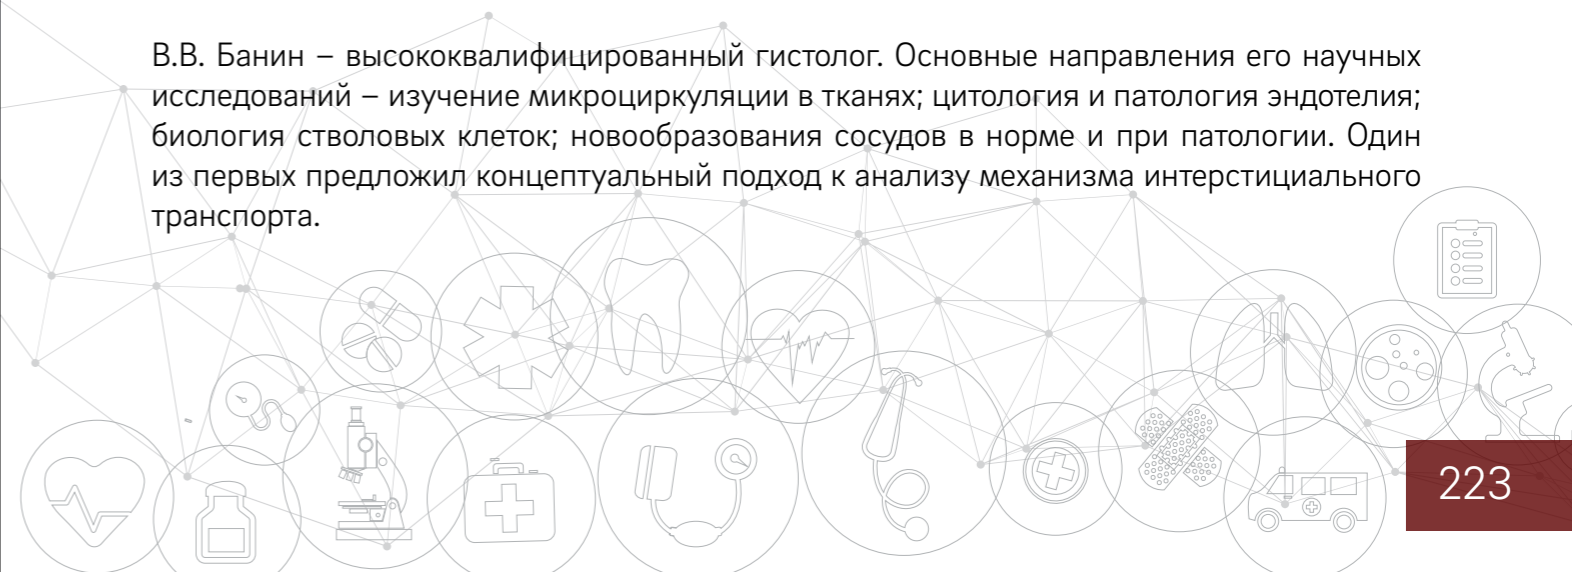 В.В. Банин – высококвалифицированный гистолог. Основные направления его научных
исследований – изучение микроциркуляции в тканях; цитология и патология эндотелия;
биология стволовых клеток; новообразования сосудов в норме и при патологии. Один
из первых предложил концептуальный подход к анализу механизма интерстициального
транспорта.
223